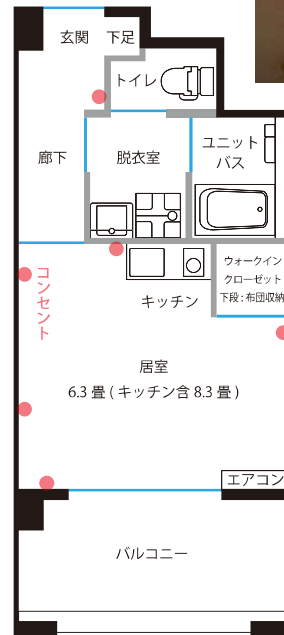 玄関 下足
トイレ
廊下
脱衣室
ユニット
バス
コンセント
キッチン
ウォークイン
クローゼット
下段:布団収納
居室
6.3 畳 ( キッチン含 8.3 畳 )
エアコン
バルコニー